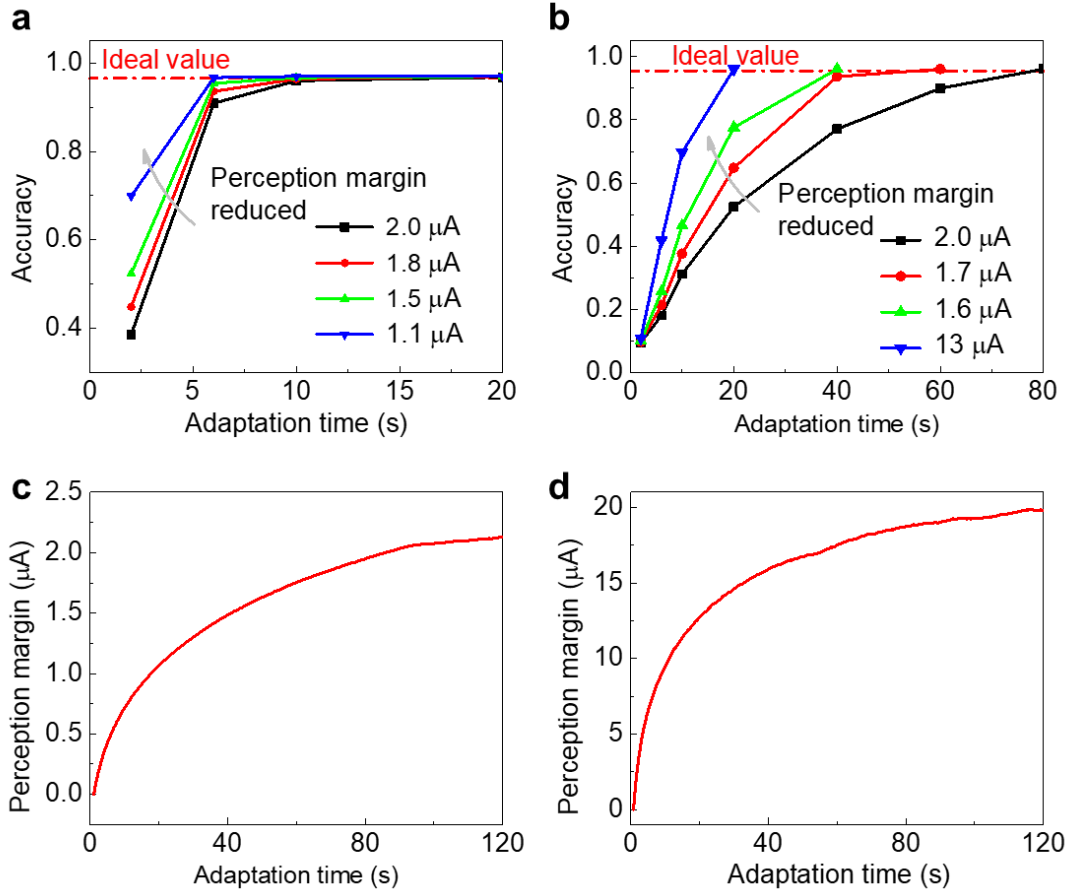 a
Ideal value
1.0
0.8
0.6
0.4
Accuracy
Perception margin
reduced
2.0 μA
1.8 μA
1.5 μA
1.1 μA
0 5 10 15 20
Adaptation time (s)
b
Ideal value
1.0
0.8
0.6
0.4
0.2
0.0
Accuracy
Perception margin
reduced
2.0 μA
1.7 μA
1.6 μA
13 μA
0 20 40 60 80
Adaptation time (s)
c
2.5
2.0
1.5
1.0
0.5
0.0
Perception margin (μA)
0 40 80 120
Adaptation time (s)
d
20
15
10
5
0
Perception margin (μA)
0 40 80 120
Adaptation time (s)